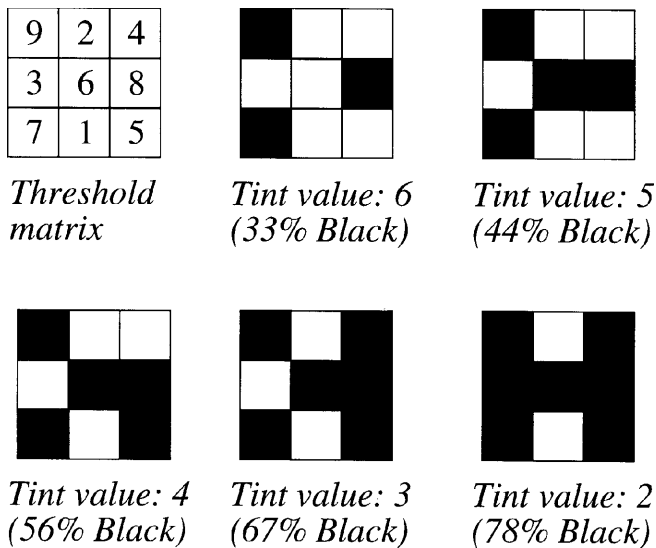 9 2 4
3 6 8
7 1 5
Threshold
matrix
Tint value: 6
(33% Black)
Tint value: 5
(44% Black)
Tint value: 4
(56% Black)
Tint value: 3
(67% Black)
Tint value: 2
(78% Black)